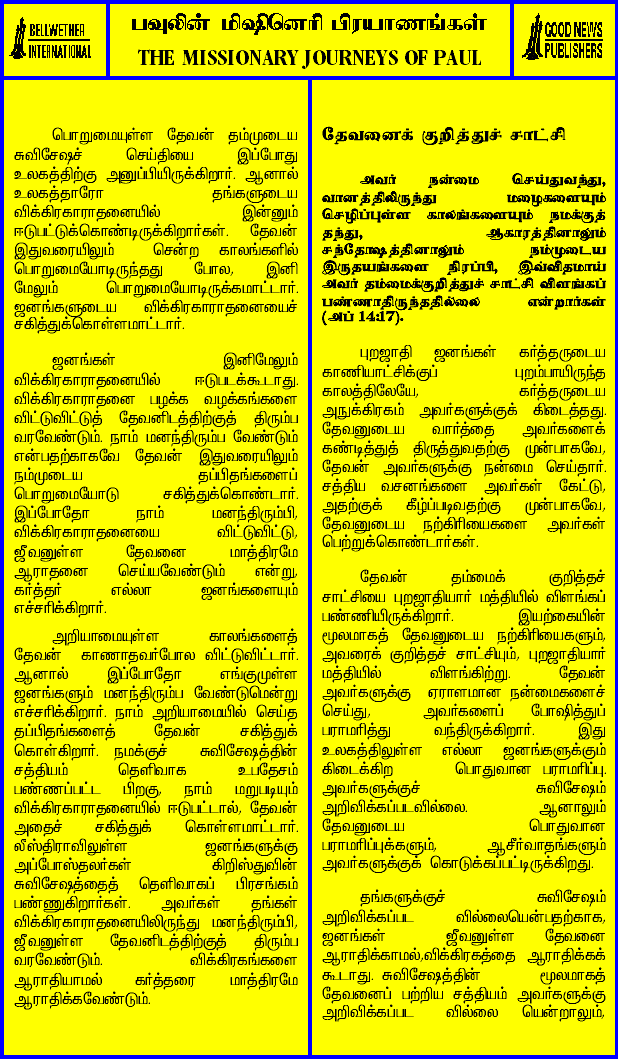 BELLWETHER
INTERNATIONAL
பவுலின் மிஷினெரி பிரயாணங்கள்
THE MISSIONARY JOURNEYS OF PAUL
GOOD NEWS
PUBLISHERS
பொறுமையுள்ள தேவன் தம்முடைய
சுவிசேஷச் செய்தியை இப்போது
உலகத்திற்கு அனுப்பியிருக்கிறார். ஆனால்
உலகத்தாரோ தங்களுடைய
விக்கிரகாராதனையில் இன்னும்
ஈடுபட்டுக்கொண்டிருக்கிறார்கள். தேவன்
இதுவரையிலும் சென்ற காலங்களில்
பொறுமையோடிருந்தது போல, இனி
மேலும் பொறுமையோடிருக்கமாட்டார்.
ஜனங்களுடைய விக்கிரகாராதனையைச்
சகித்துக்கொள்ளமாட்டார்.
ஜனங்கள் இனிமேலும்
விக்கிரகாராதனையில் ஈடுபடக்கூடாது.
விக்கிரகாராதனை பழக்க வழக்கங்களை
விட்டுவிட்டுத் தேவனிடத்திற்குத் திரும்ப
வரவேண்டும். நாம் மனந்திரும்ப வேண்டும்
என்பதற்காகவே தேவன் இதுவரையிலும்
நம்முடைய தப்பிதங்களைப்
பொறுமையோடு சகித்துக்கொண்டார்.
இப்போதோ நாம் மனந்திரும்பி,
விக்கிரகாராதனையை விட்டுவிட்டு,
ஜீவனுள்ள தேவனை மாத்திரமே
ஆராதனை செய்யவேண்டும் என்று,
கர்த்தர் எல்லா ஜனங்களையும்
எச்சரிக்கிறார்.
அறியாமையுள்ள காலங்களைத்
தேவன் காணாதவர்போல விட்டுவிட்டார்.
ஆனால் இப்போதோ எங்குமுள்ள
ஜனங்களும் மனந்திரும்ப வேண்டுமென்று
எச்சரிக்கிறார். நாம் அறியாமையில் செய்த
தப்பிதங்களைத் தேவன் சகித்துக்
கொள்கிறார். நமக்குச் சுவிசேஷத்தின்
சத்தியம் தெளிவாக உபதேசம்
பண்ணப்பட்ட பிறகு, நாம் மறுபடியும்
விக்கிரகாராதனையில் ஈடுபட்டால், தேவன்
அதைச் சகித்துக் கொள்ளமாட்டார்.
லீஸ்திராவிலுள்ள ஜனங்களுக்கு
அப்போஸ்தலர்கள் கிறிஸ்துவின்
சுவிசேஷத்தைத் தெளிவாகப் பிரசங்கம்
பண்ணுகிறார்கள். அவர்கள் தங்கள்
விக்கிரகாராதனையிலிருந்து மனந்திரும்பி,
ஜீவனுள்ள தேவனிடத்திற்குத் திரும்ப
வரவேண்டும். விக்கிரகங்களை
ஆராதியாமல் கர்த்தரை மாத்திரமே
ஆராதிக்கவேண்டும்.
தேவனைக் குறித்துச் சாட்சி
அவர் நன்மை செய்துவந்து,
வானத்திலிருந்து மழைகளையும்
செழிப்புள்ள காலங்களையும் நமக்குத்
தந்து, ஆகாரத்தினாலும்
சந்தோஷத்தினாலும் நம்முடைய
இருதயங்களை நிரப்பி, இவ்விதமாய்
அவர் தம்மைக்குறித்துச் சாட்சி விளங்கப்
பண்ணாதிருந்ததில்லை என்றார்கள்
(அப் 14:17).
புறஜாதி ஜனங்கள் கர்த்தருடைய
காணியாட்சிக்குப் புறம்பாயிருந்த
காலத்திலேயே, கர்த்தருடைய
அநுக்கிரகம் அவர்களுக்குக் கிடைத்தது.
தேவனுடைய வார்த்தை அவர்களைக்
கண்டித்துத் திருத்துவதற்கு முன்பாகவே,
தேவன் அவர்களுக்கு நன்மை செய்தார்.
சத்திய வசனங்களை அவர்கள் கேட்டு,
அதற்குக் கீழ்ப்படிவதற்கு முன்பாகவே,
தேவனுடைய நற்கிரியைகளை அவர்கள்
பெற்றுக்கொண்டார்கள்.
தேவன் தம்மைக் குறித்தச்
சாட்சியை புறஜாதியார் மத்தியில் விளங்கப்
பண்ணியிருக்கிறார். இயற்கையின்
மூலமாகத் தேவனுடைய நற்கிரியைகளும்,
அவரைக் குறித்தச் சாட்சியும், புறஜாதியார்
மத்தியில் விளங்கிற்று. தேவன்
அவர்களுக்கு ஏராளமான நன்மைகளைச்
செய்து, அவர்களைப் போஷித்துப்
பராமரித்து வந்திருக்கிறார். இது
உலகத்திலுள்ள எல்லா ஜனங்களுக்கும்
கிடைக்கிற பொதுவான பராமரிப்பு.
அவர்களுக்குச் சுவிசேஷம்
அறிவிக்கப்படவில்லை. ஆனாலும்
தேவனுடைய பொதுவான
பராமரிப்புக்களும், ஆசீர்வாதங்களும்
அவர்களுக்குக் கொடுக்கப்பட்டிருக்கிறது.
தங்களுக்குச் சுவிசேஷம்
அறிவிக்கப்பட வில்லையென்பதற்காக,
ஜனங்கள் ஜீவனுள்ள தேவனை
ஆராதிக்காமல்,விக்கிரகத்தை ஆராதிக்கக்
கூடாது. சுவிசேஷத்தின் மூலமாகத்
தேவனைப் பற்றிய சத்தியம் அவர்களுக்கு
அறிவிக்கப்பட வில்லை யென்றாலும்,